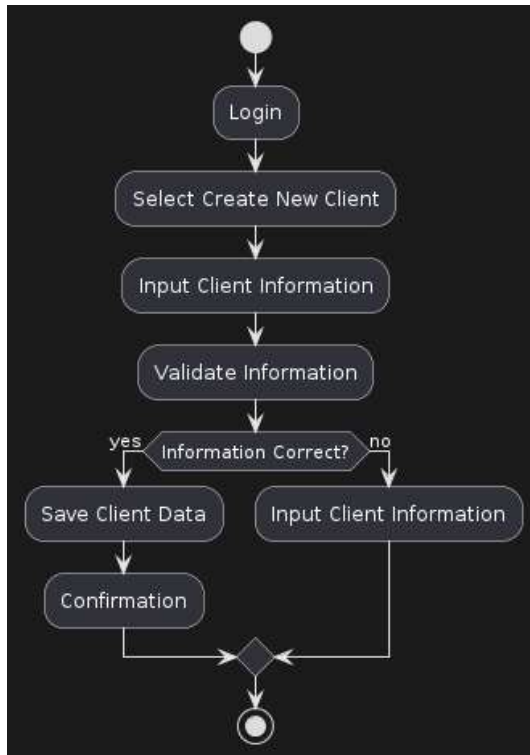 Login
Select Create New Client
Input Client Information
Validate Information
yes
Information Correct?
no
Save Client Data
Input Client Information
Confirmation